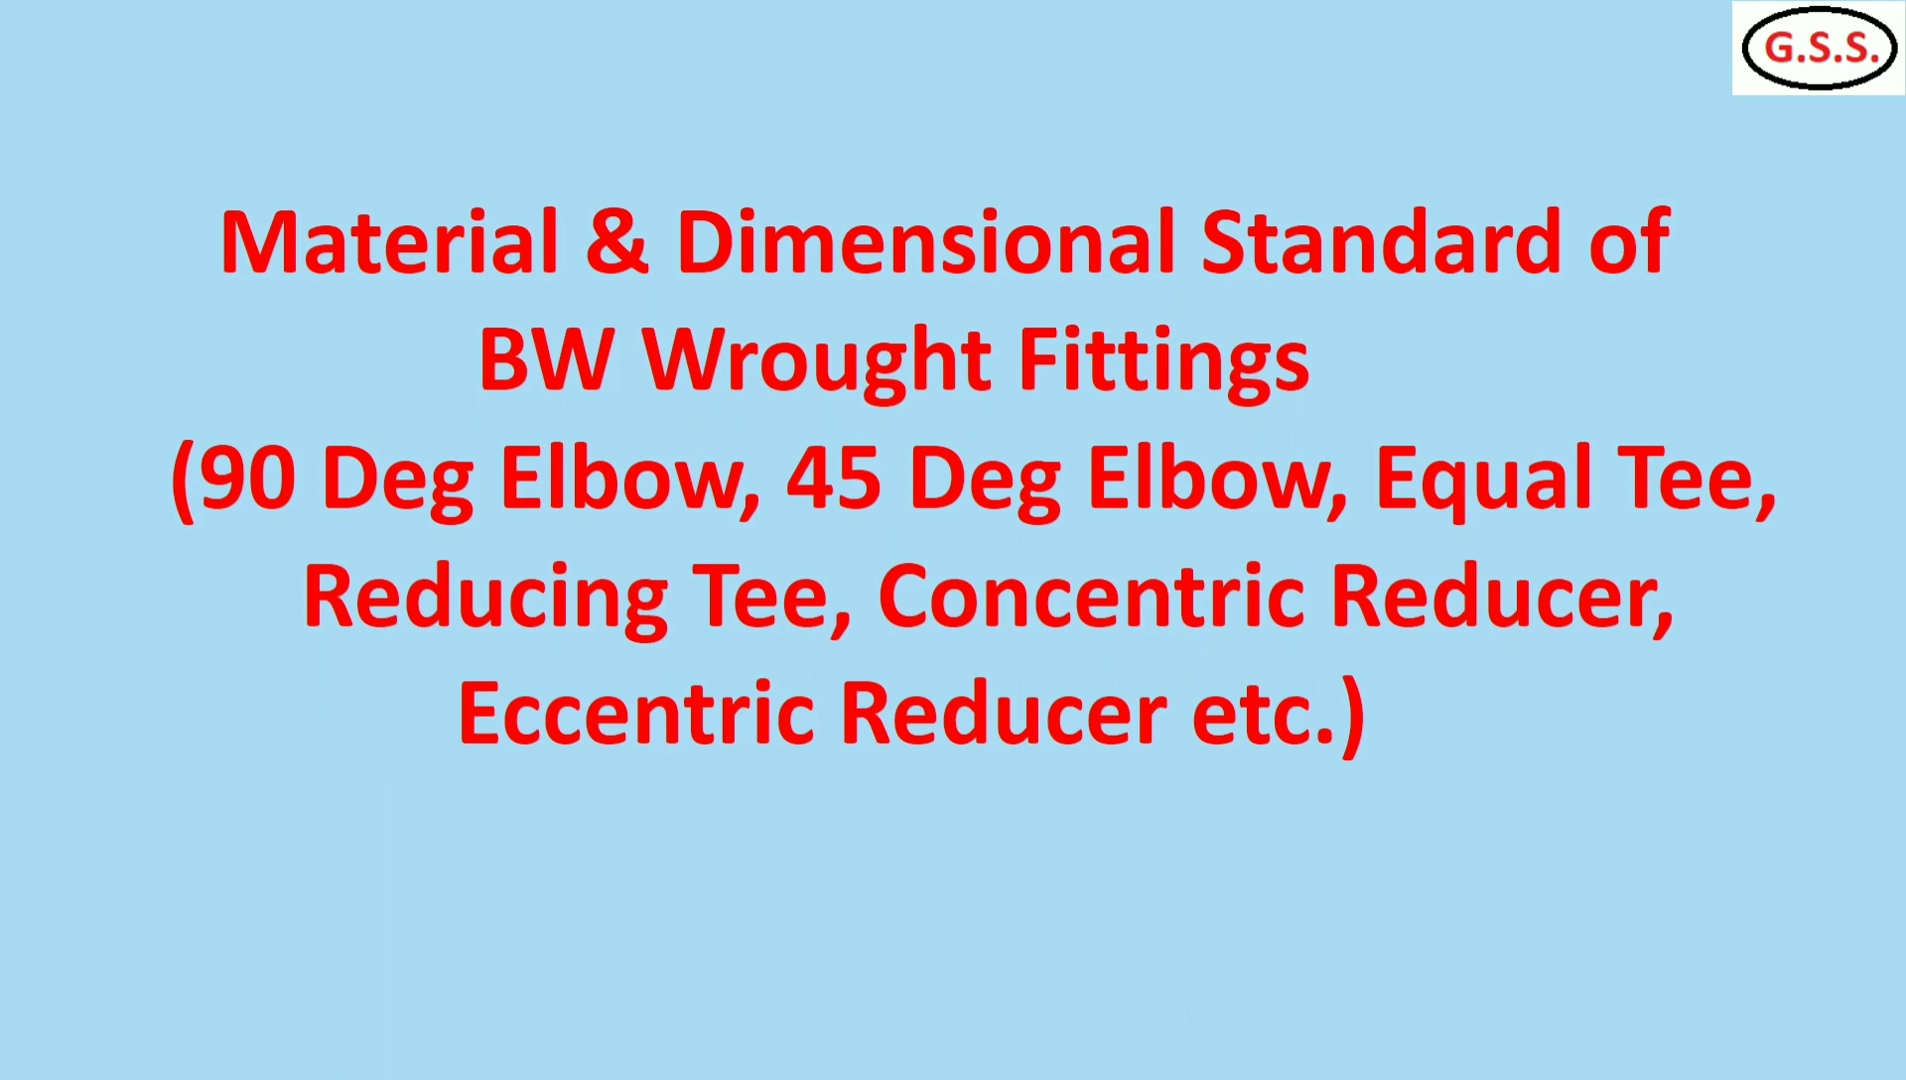 G.S.S.
Material & Dimensional Standard of
BW Wrought Fittings
(90 Deg Elbow, 45 Deg Elbow, Equal Tee,
Reducing Tee, Concentric Reducer,
Eccentric Reducer etc.)